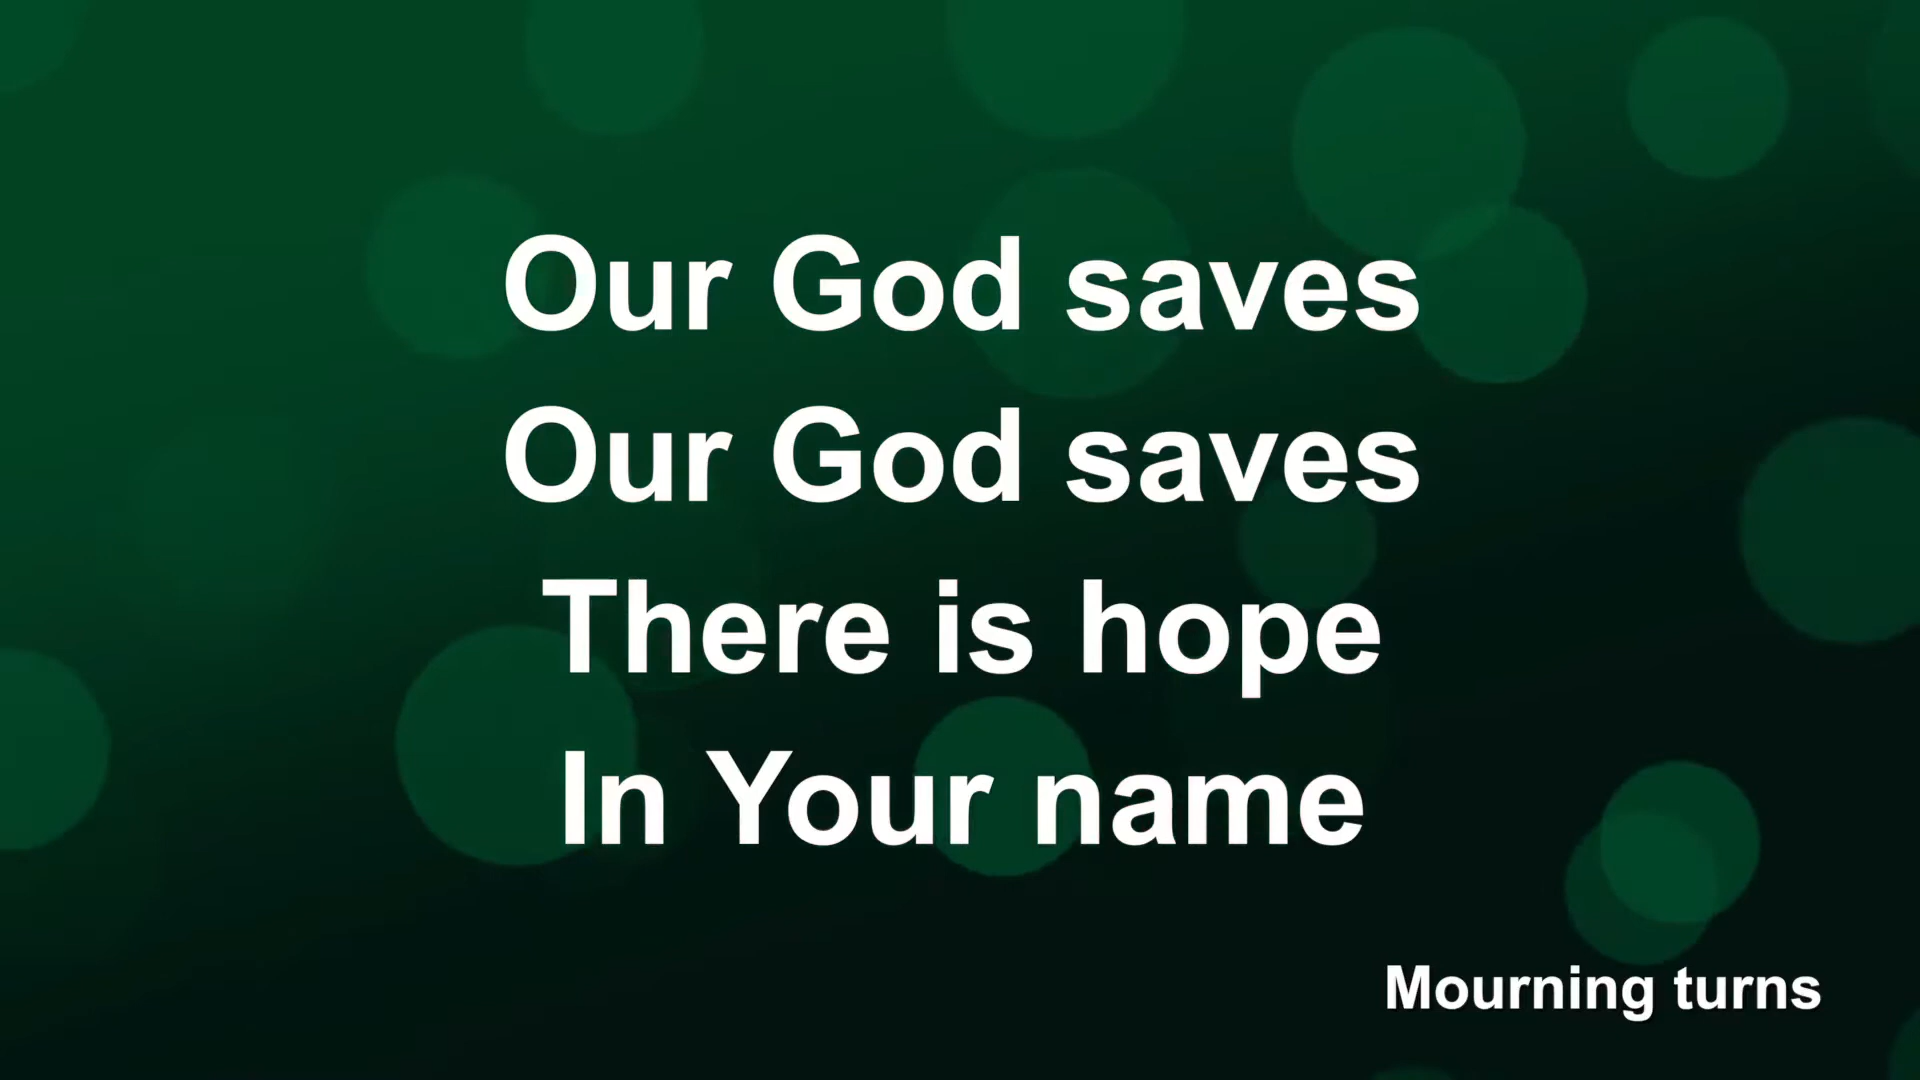 Our God saves
Our God saves
There is hope
In Your name
Mourning turns